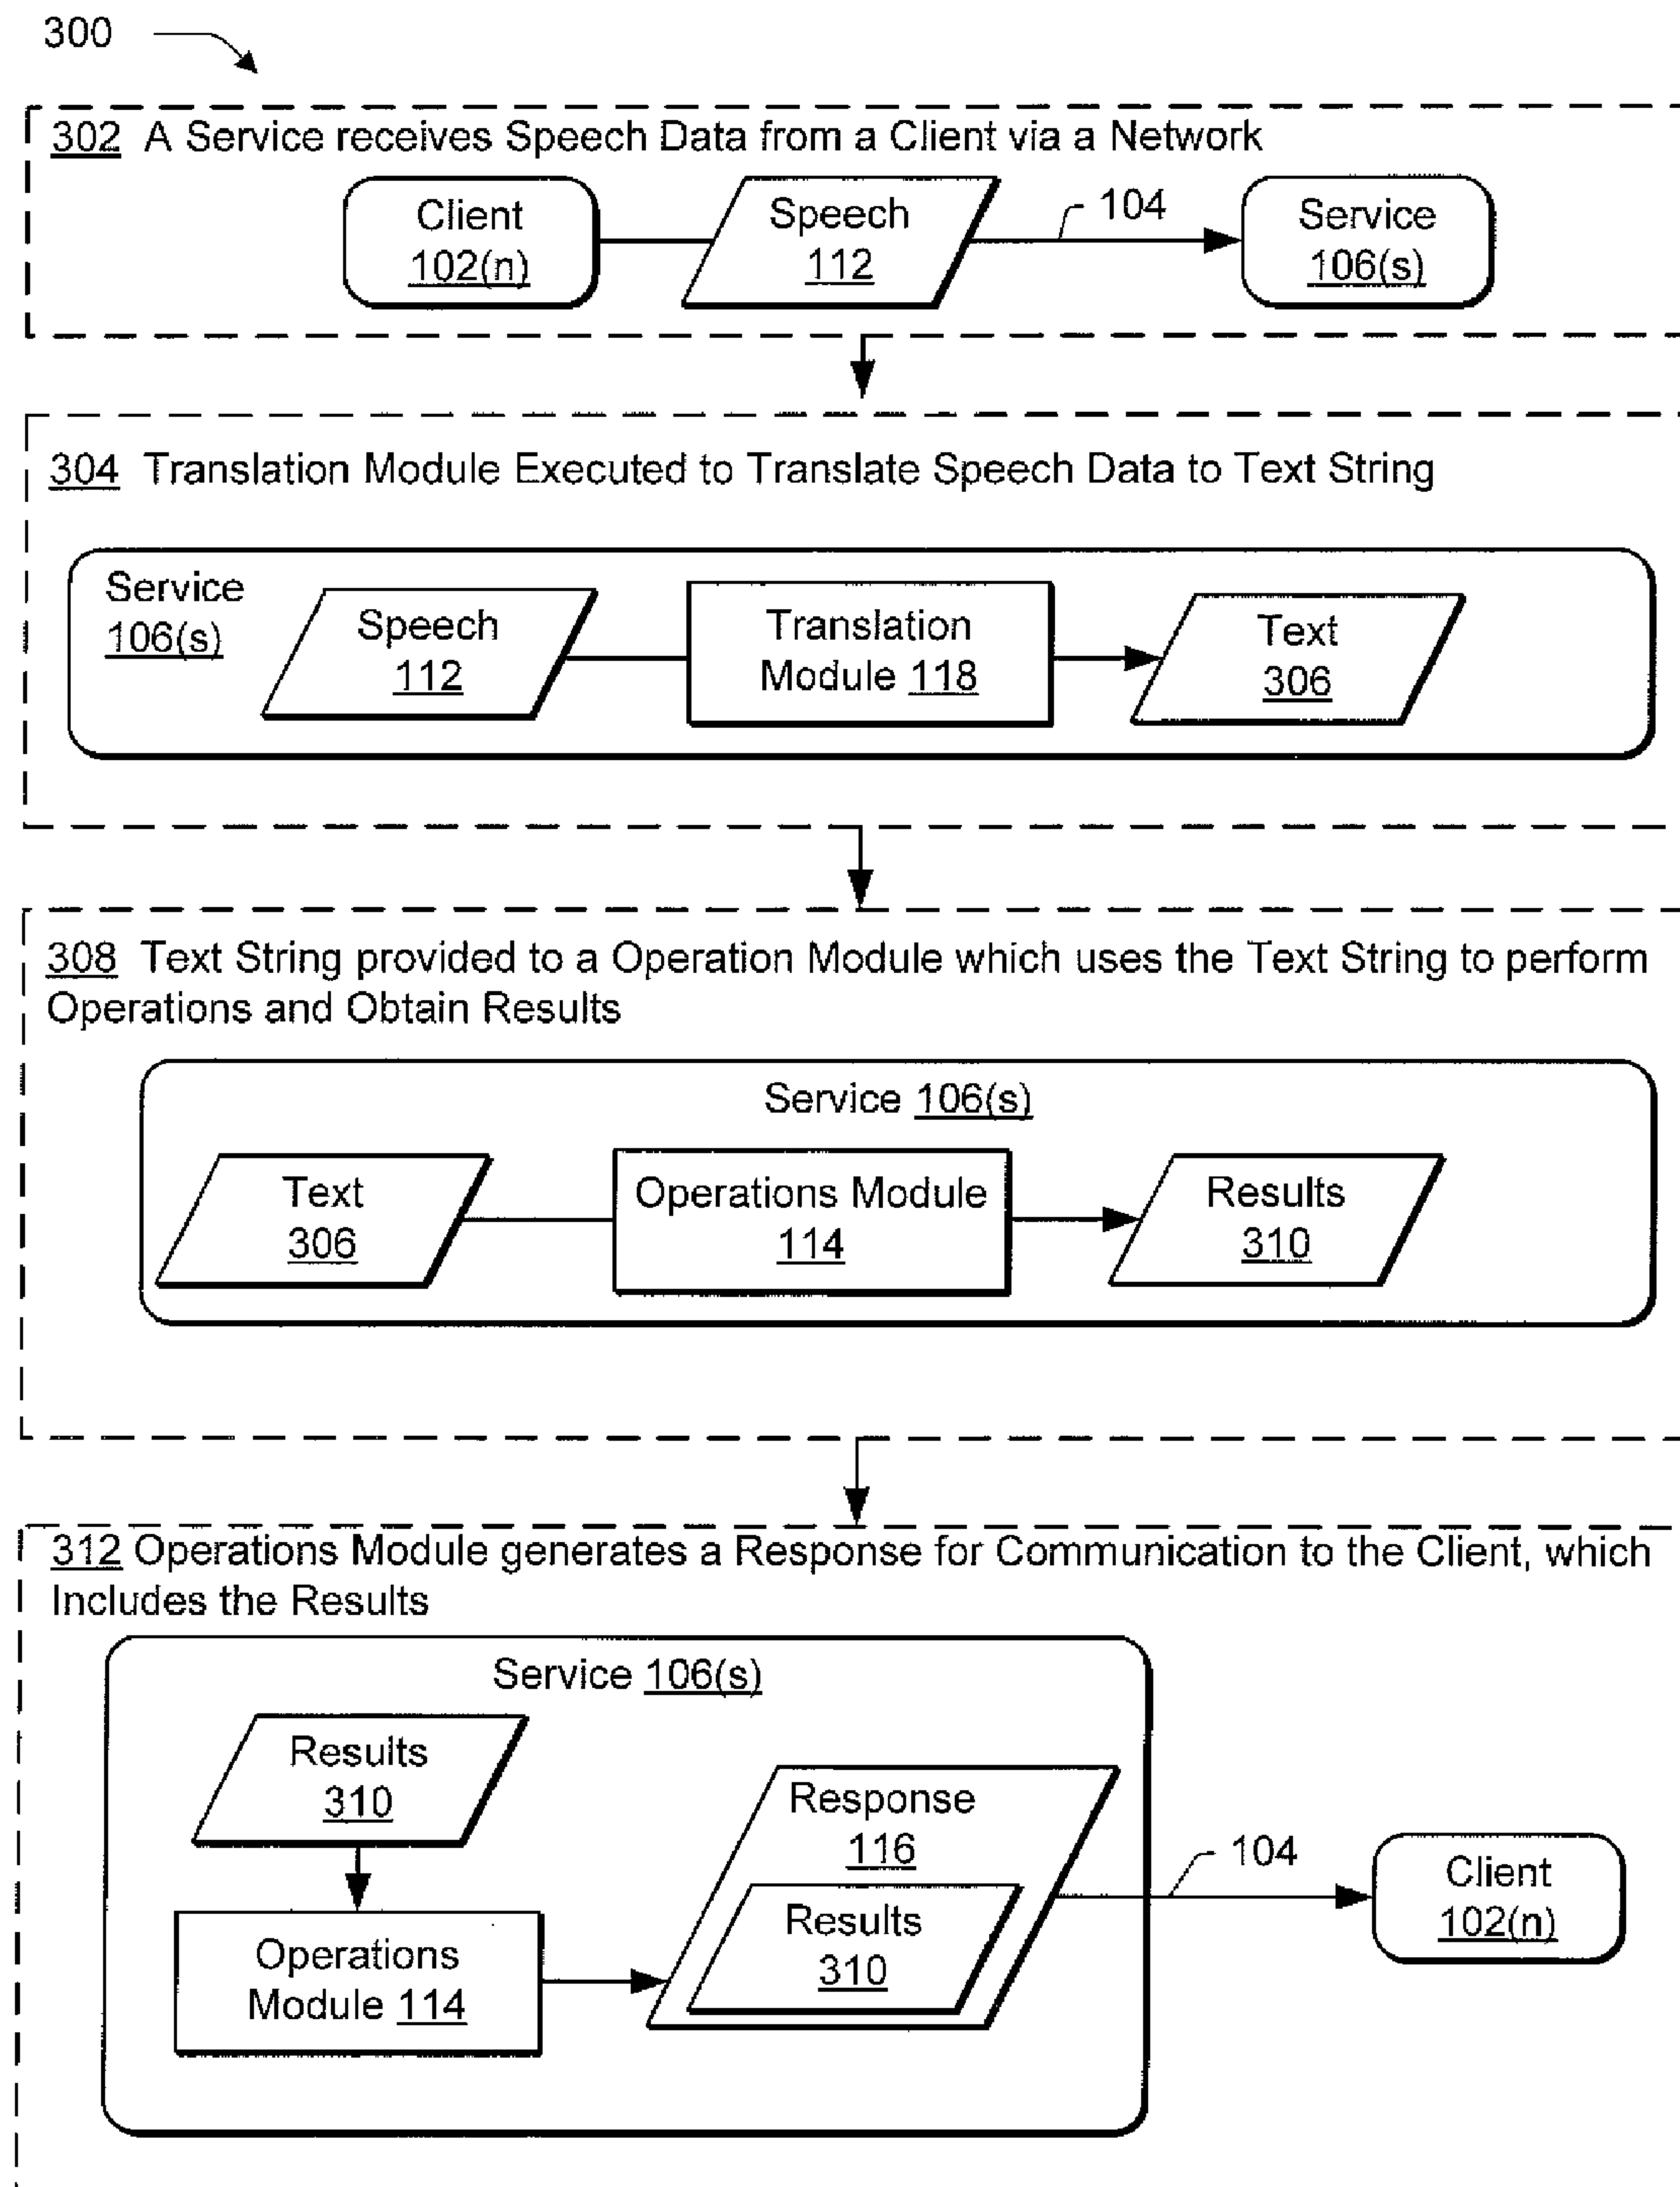 300
302 A Service receives Speech Data from a Client via a Network
Client
102(n)
Speech
112
104
Service
106(s)
304 Translation Module Executed to Translate Speech Data to Text String
Service
106(s)
Speech
112
Translation
Module 118
Text
306
308 Text String provided to a Operation Module which uses the Text String to perform
Operations and Obtain Results
Service 106(s)
Text
306
Operations Module
114
Results
310
312 Operations Module generates a Response for Communication to the Client, which
Includes the Results
Service 106(s)
Results
310
Operations
Module 114
Response
116
Results
310
104
Client
102(n)